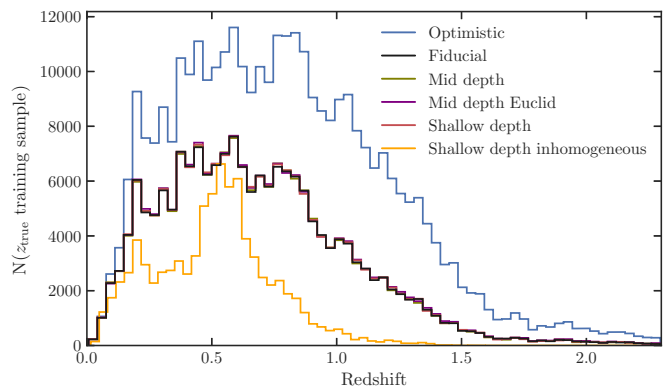 12000
10000
8000
6000
4000
2000
0
N(z_true training sample)
Optimistic
Fiducial
Mid depth
Mid depth Euclid
Shallow depth
Shallow depth inhomogeneous
0.0 0.5 1.0 1.5 2.0
Redshift